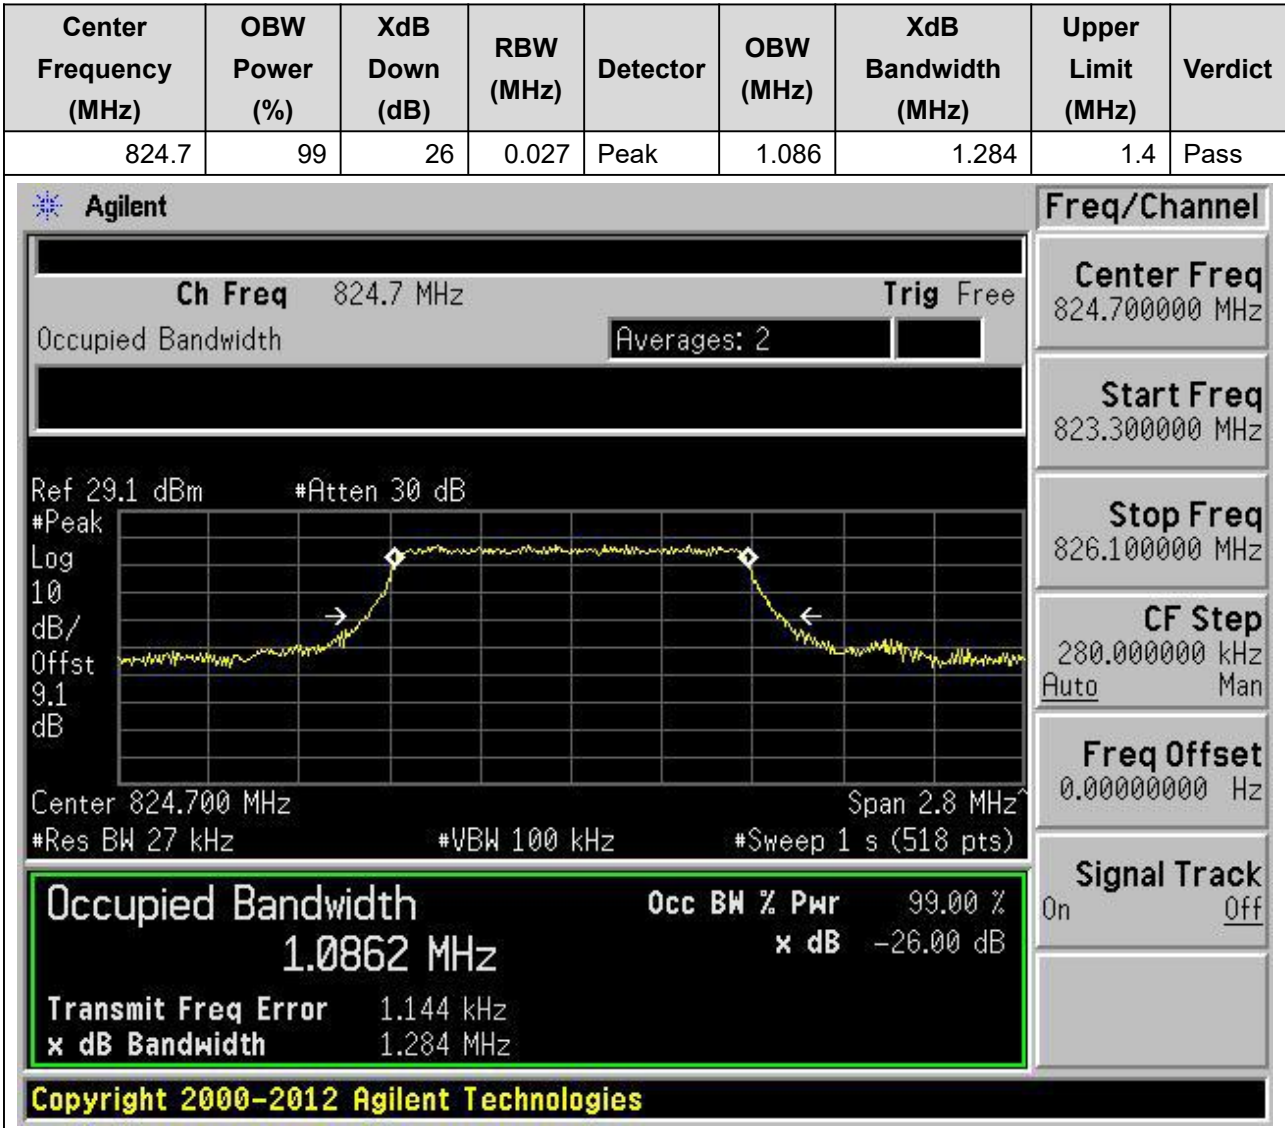 Center Frequency (MHz) OBW Power (%) XdB Down (dB) RBW (MHz) Detector OBW (MHz) XdB Bandwidth (MHz) Upper Limit (MHz) Verdict
824.7 99 26 0.027 Peak 1.086 1.284 1.4 Pass
Agilent
Freq/Channel
Ch Freq 824.7 MHz Trig Free
Occupied Bandwidth Averages: 2
Center Freq
824.700000 MHz
Start Freq
823.300000 MHz
Stop Freq
826.100000 MHz
CF Step
280.000000 kHz
Auto Man
Freq Offset
0.00000000 Hz
Signal Track
On Off
Ref 29.1 dBm #Atten 30 dB
#Peak
Log
10
dB/
Offst
9.1
dB
Center 824.700 MHz Span 2.8 MHz^
#Res BW 27 kHz #VBW 100 kHz #Sweep 1 s (518 pts)
Occupied Bandwidth
1.0862 MHz
Occ BW % Pwr 99.00 %
x dB -26.00 dB
Transmit Freq Error 1.144 kHz
x dB Bandwidth 1.284 MHz
Copyright 2000-2012 Agilent Technologies